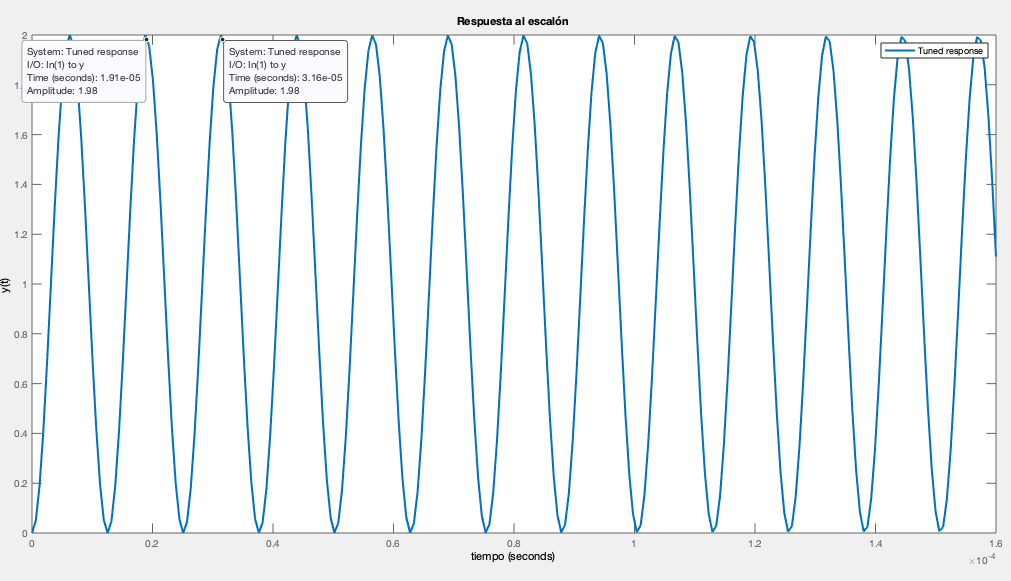 Respuesta al escalón
System: Tuned response
I/O: In(1) to y
Time (seconds): 1.91e-05
Amplitude: 1.98
System: Tuned response
I/O: In(1) to y
Time (seconds): 3.16e-05
Amplitude: 1.98
Tuned response
2
1.6
1.4
1.2
1
0.8
0.6
0.4
0.2
0
y(t)
0 0.2 0.4 0.6 0.8 1 1.2 1.4 1.6
×10⁻⁴
tiempo (seconds)